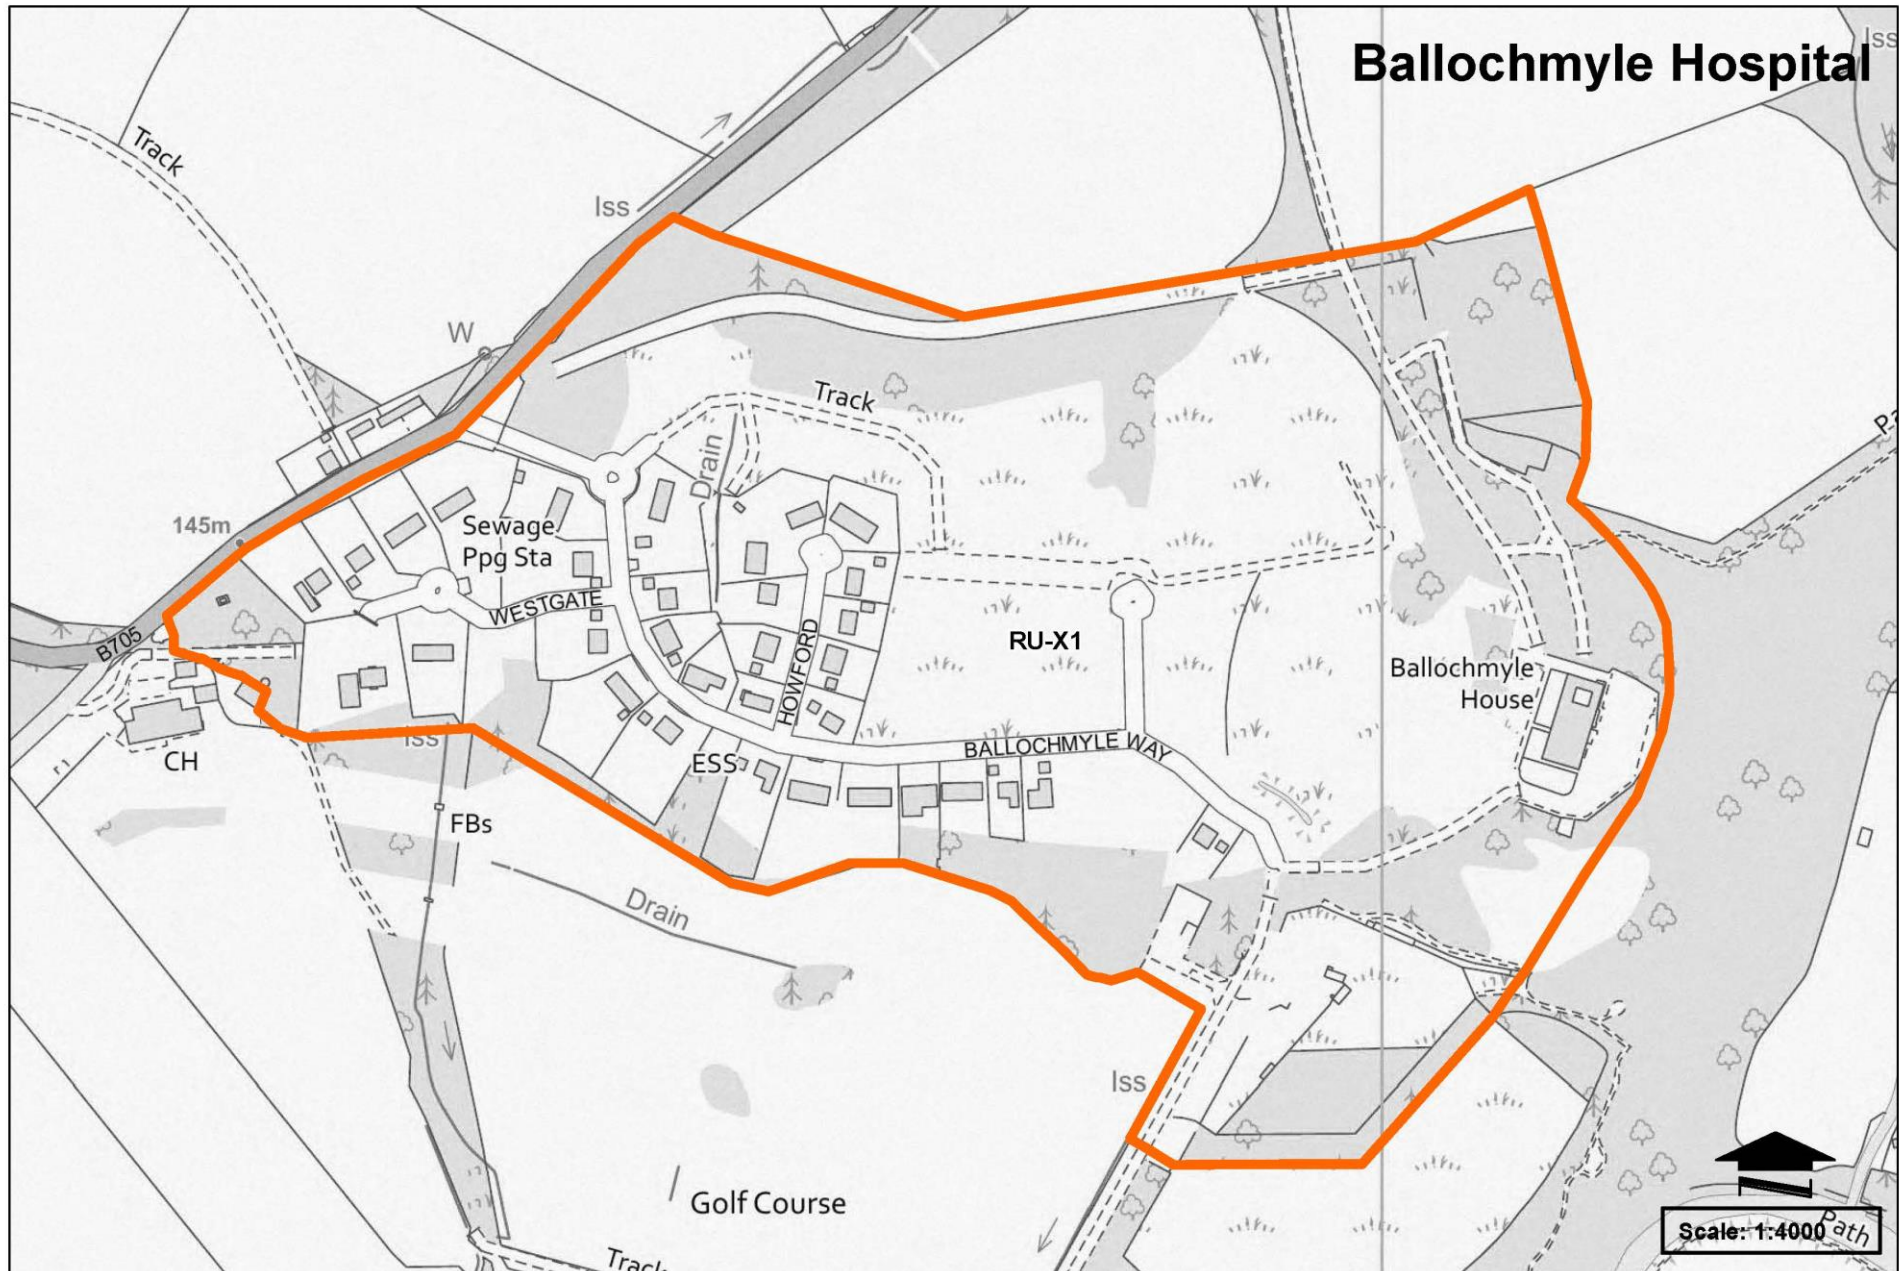 Ballochmyle Hospital
Iss
Track
Iss
W
Track
Drain
145m
Sewage
Ppg Sta
WESTGATE
B705
HOWFORD
RU-X1
Ballochmyle
House
BALLOCHMYLE WAY
Iss
CH
ESS
FBs
Drain
Iss
Golf Course
Track
Scale: 1:4000
Path